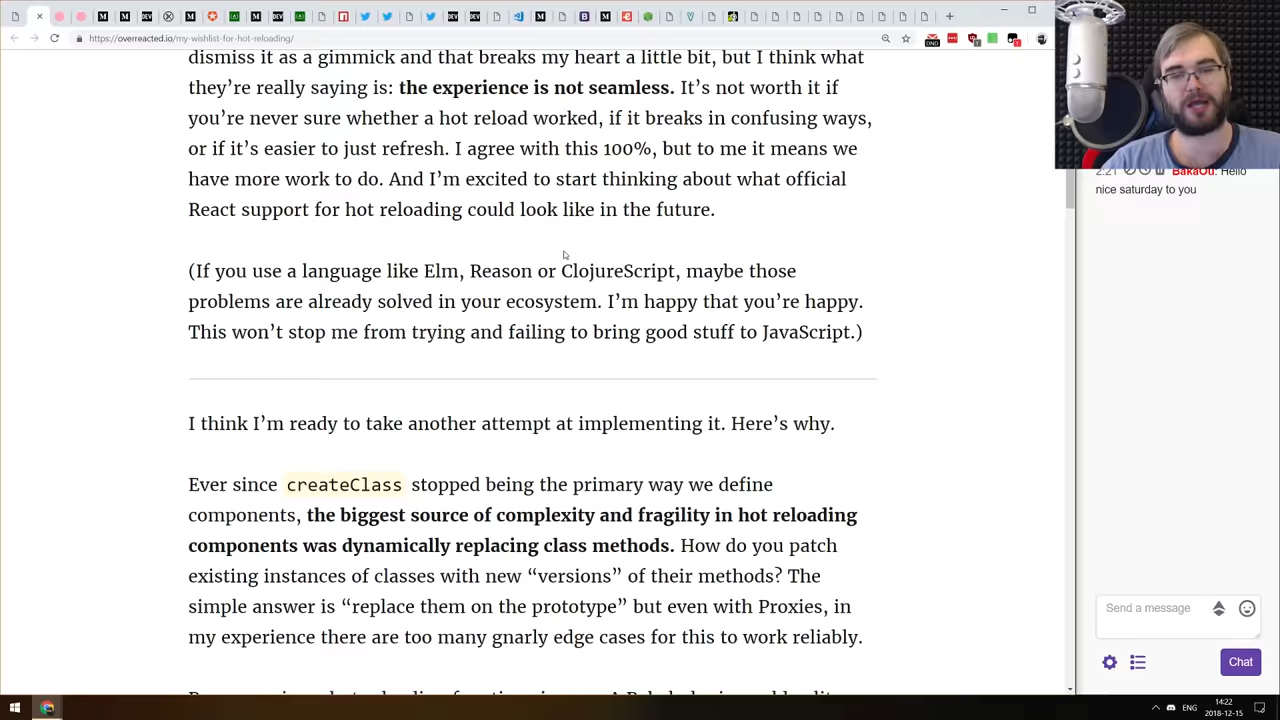 https://overreacted.io/my-wishlist-for-hot-reloading/
dismiss it as a gimmick and that breaks my heart a little bit, but I think what
they’re really saying is: the experience is not seamless. It’s not worth it if
you’re never sure whether a hot reload worked, if it breaks in confusing ways,
or if it’s easier to just refresh. I agree with this 100%, but to me it means we
have more work to do. And I’m excited to start thinking about what official
React support for hot reloading could look like in the future.
(If you use a language like Elm, Reason or ClojureScript, maybe those
problems are already solved in your ecosystem. I’m happy that you’re happy.
This won’t stop me from trying and failing to bring good stuff to JavaScript.)
I think I’m ready to take another attempt at implementing it. Here’s why.
Ever since createClass stopped being the primary way we define
components, the biggest source of complexity and fragility in hot reloading
components was dynamically replacing class methods. How do you patch
existing instances of classes with new “versions” of their methods? The
simple answer is “replace them on the prototype” but even with Proxies, in
my experience there are too many gnarly edge cases for this to work reliably.
2:21 BakaOu: Hello
nice saturday to you
Send a message
Chat
ENG
14:22
2018-12-15